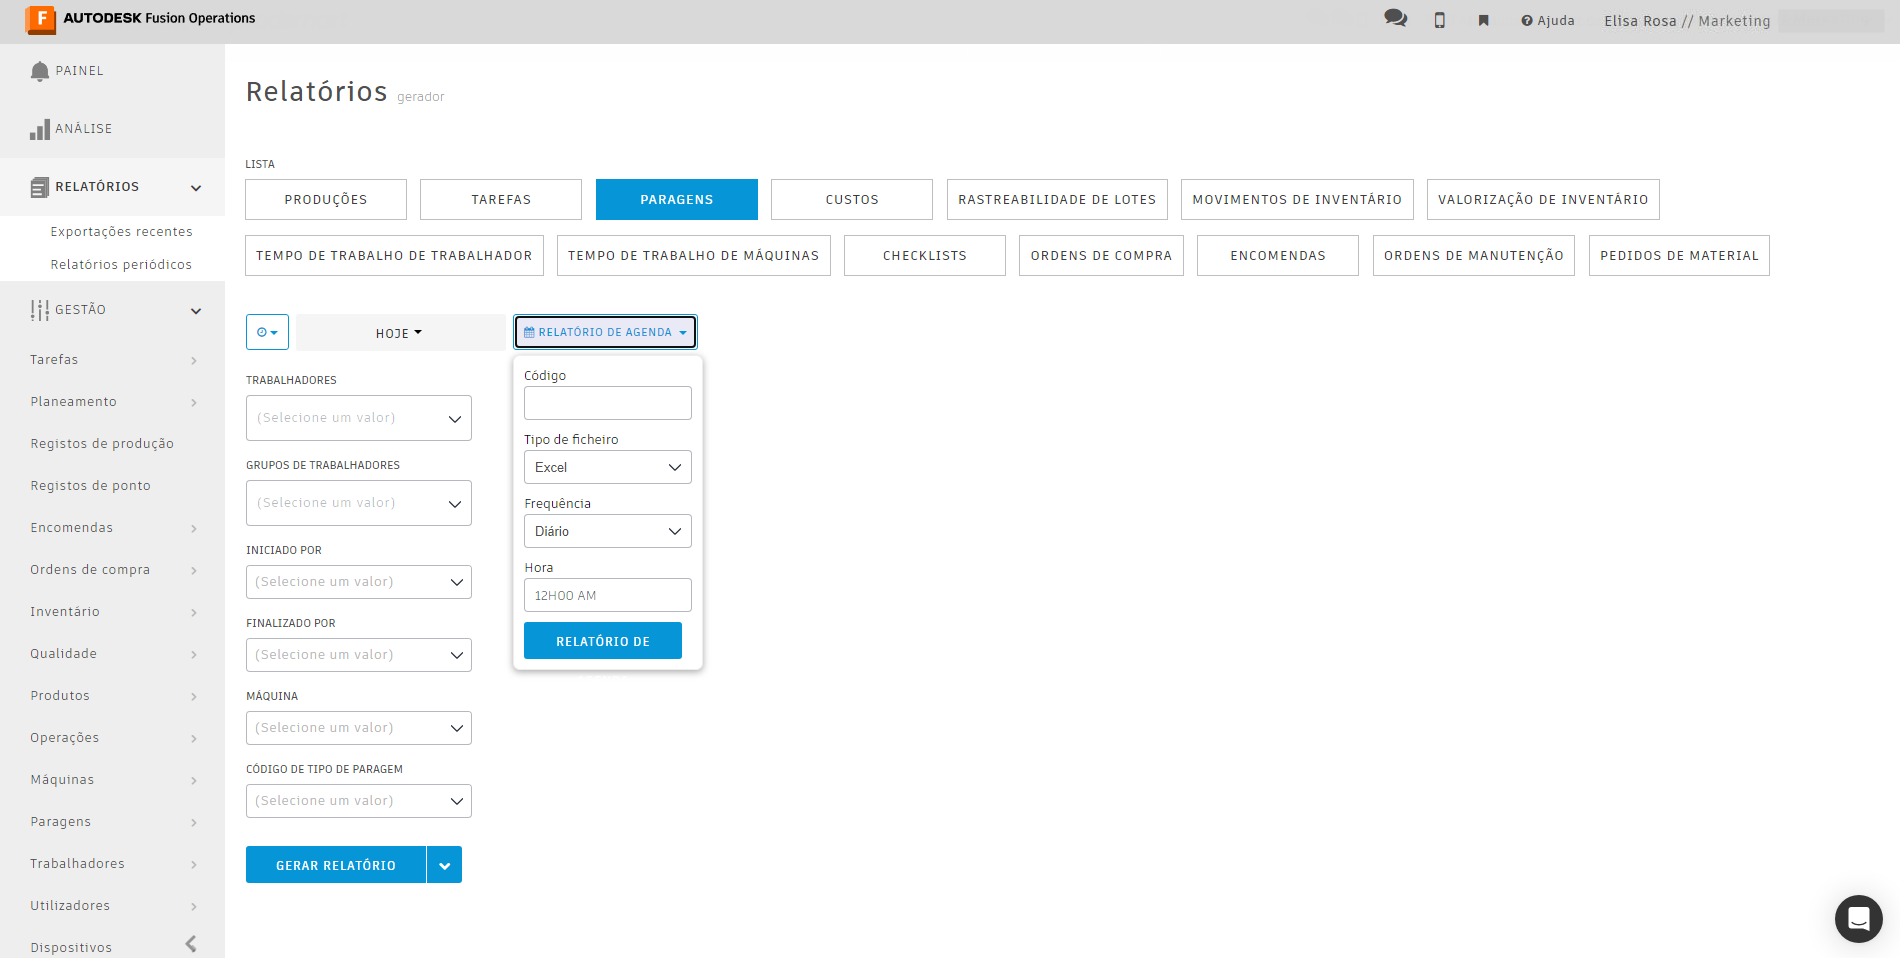 F AUTODESK Fusion Operations
Ajuda
Elisa Rosa // Marketing
PAINEL
ANÁLISE
RELATÓRIOS
Exportações recentes
Relatórios periódicos
GESTÃO
Tarefas
Planeamento
Registos de produção
Registos de ponto
Encomendas
Ordens de compra
Inventário
Qualidade
Produtos
Operações
Máquinas
Paragens
Trabalhadores
Utilizadores
Dispositivos
Relatórios gerador
LISTA
PRODUÇÕES
TAREFAS
PARAGENS
CUSTOS
RASTREABILIDADE DE LOTES
MOVIMENTOS DE INVENTÁRIO
VALORIZAÇÃO DE INVENTÁRIO
TEMPO DE TRABALHO DE TRABALHADOR
TEMPO DE TRABALHO DE MÁQUINAS
CHECKLISTS
ORDENS DE COMPRA
ENCOMENDAS
ORDENS DE MANUTENÇÃO
PEDIDOS DE MATERIAL
HOJE
RELATÓRIO DE AGENDA
TRABALHADORES
(Selecione um valor)
GRUPOS DE TRABALHADORES
(Selecione um valor)
INICIADO POR
(Selecione um valor)
FINALIZADO POR
(Selecione um valor)
MÁQUINA
(Selecione um valor)
CÓDIGO DE TIPO DE PARAGEM
(Selecione um valor)
GERAR RELATÓRIO
Código
Tipo de ficheiro
Excel
Frequência
Diário
Hora
12H00 AM
RELATÓRIO DE